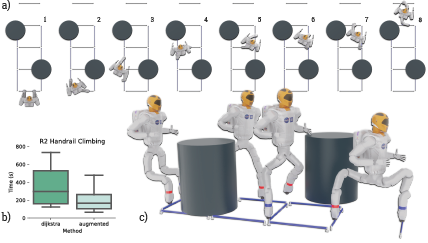 a)
1 2 3 4 5 6 7 8
R2 Handrail Climbing
800
600
400
200
0
Time (s)
dijkstra augmented
Method
b)
c)